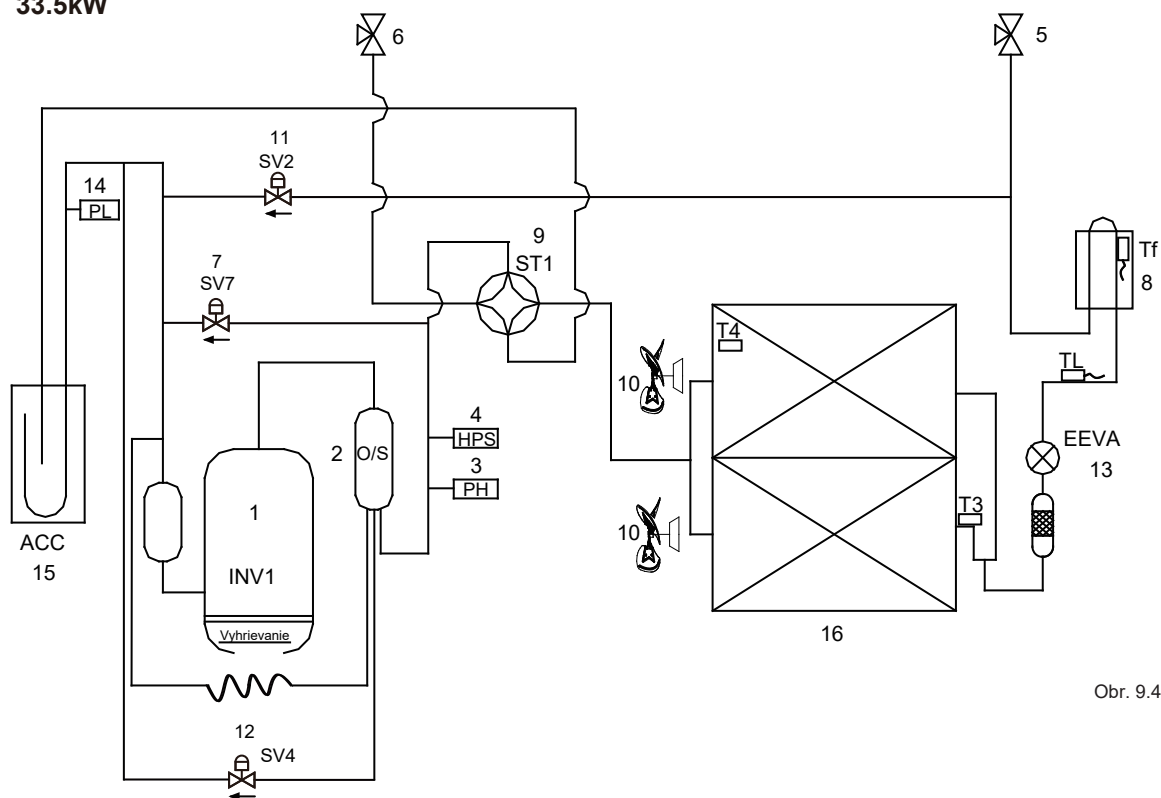 33.5kW
6
5
11
SV2
14
PL
7
SV7
9
ST1
Tf
8
T4
10
TL
EEVA
13
4
HPS
3
PH
2
O/S
1
INV1
Vyhrievanie
T3
10
ACC
15
16
12
SV4
Obr. 9.4